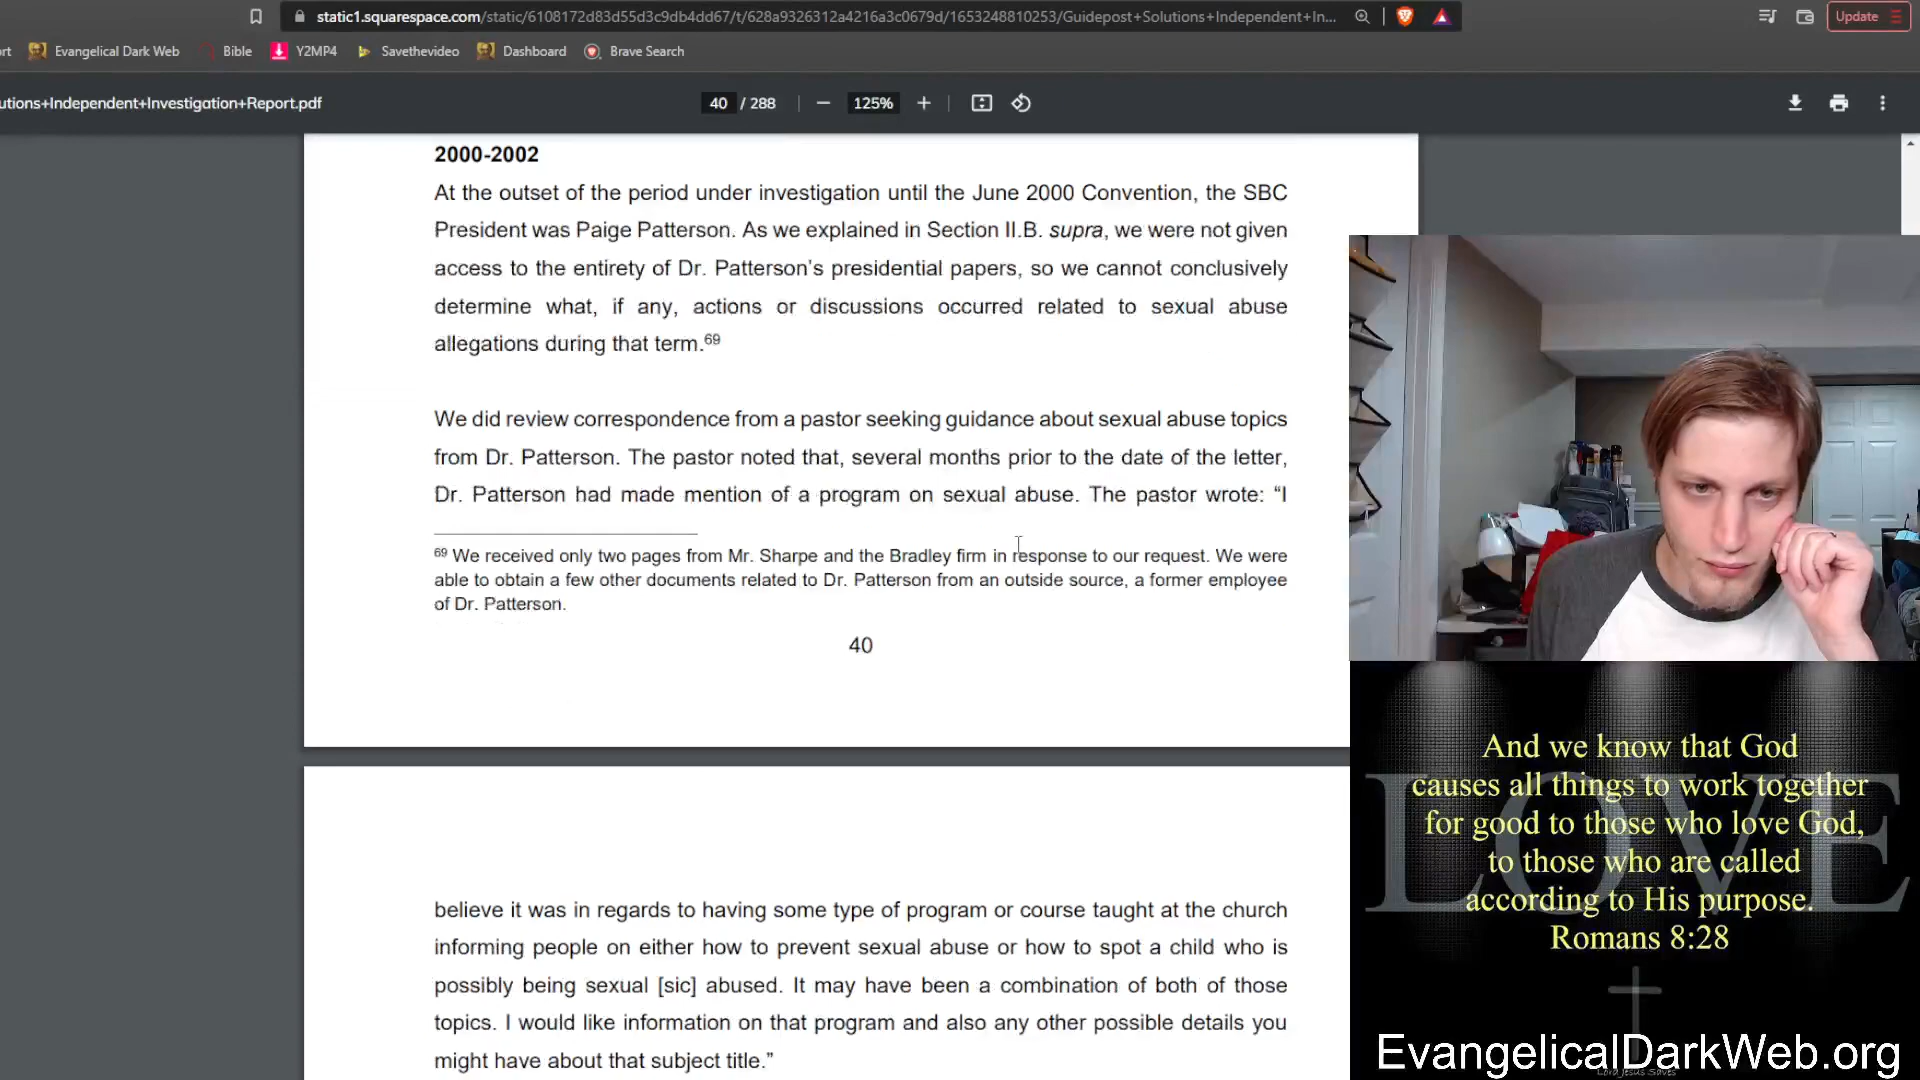 static1.squarespace.com/static/6108172d83d55d3c9db4dd67/t/628a9326312a4216a3c0679d/1653248810253/Guidepost+Solutions+Independent+In...
Update
rt
Evangelical Dark Web
Bible
Y2MP4
Savethevideo
Dashboard
Brave Search
utions+Independent+Investigation+Report.pdf
40 / 288
125%
2000-2002
At the outset of the period under investigation until the June 2000 Convention, the SBC
President was Paige Patterson. As we explained in Section II.B. supra, we were not given
access to the entirety of Dr. Patterson's presidential papers, so we cannot conclusively
determine what, if any, actions or discussions occurred related to sexual abuse
allegations during that term.69
We did review correspondence from a pastor seeking guidance about sexual abuse topics
from Dr. Patterson. The pastor noted that, several months prior to the date of the letter,
Dr. Patterson had made mention of a program on sexual abuse. The pastor wrote: “I
69 We received only two pages from Mr. Sharpe and the Bradley firm in response to our request. We were
able to obtain a few other documents related to Dr. Patterson from an outside source, a former employee
of Dr. Patterson.
40
believe it was in regards to having some type of program or course taught at the church
informing people on either how to prevent sexual abuse or how to spot a child who is
possibly being sexual [sic] abused. It may have been a combination of both of those
topics. I would like information on that program and also any other possible details you
might have about that subject title.”
LOVE
And we know that God
causes all things to work together
for good to those who love God,
to those who are called
according to His purpose.
Romans 8:28
EvangelicalDarkWeb.org
Lord Jesus Saves